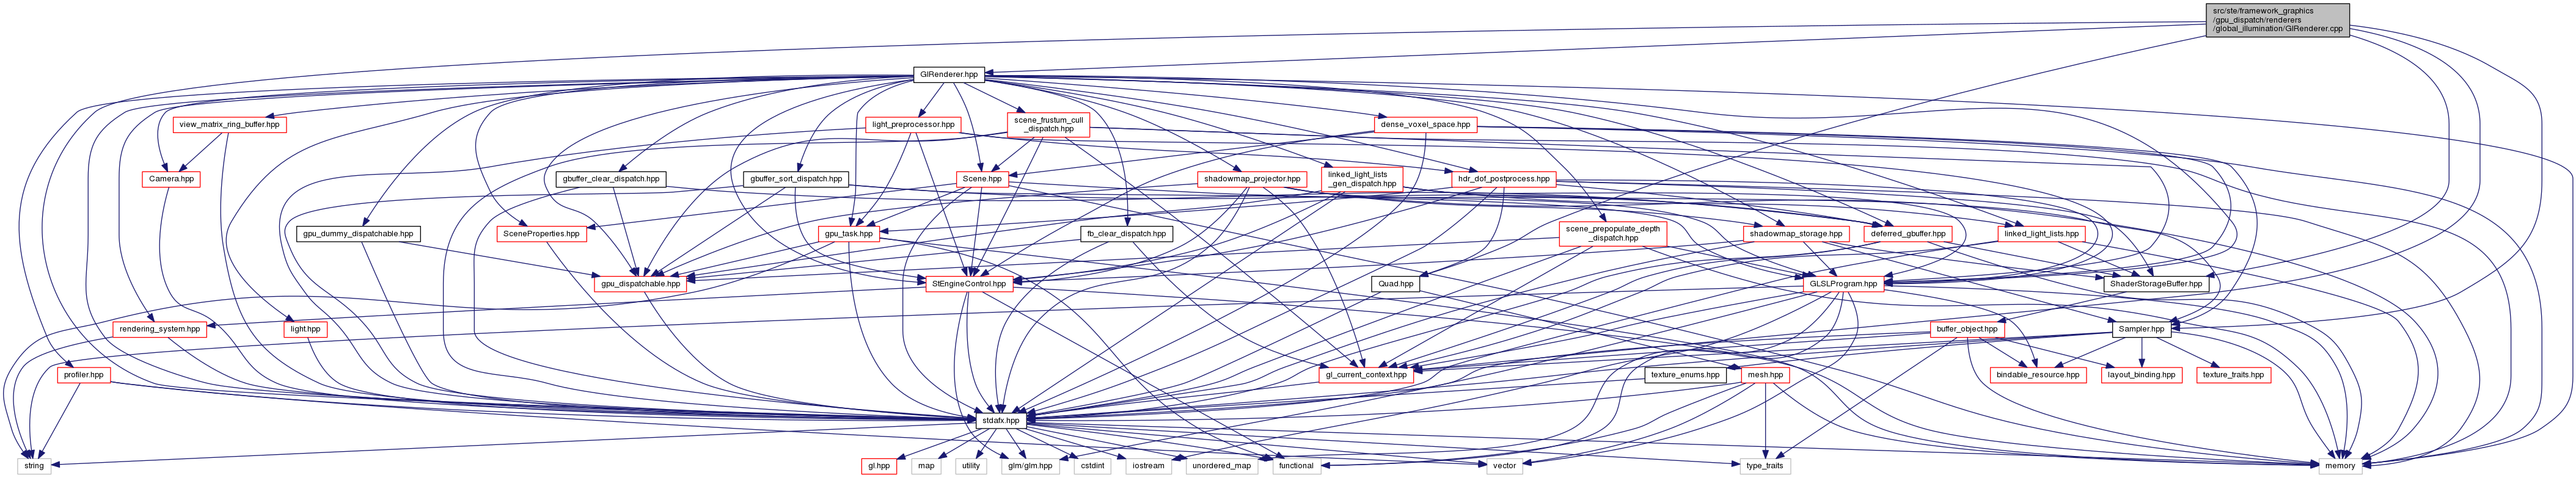 src/ste/framework_graphics
/gpu_dispatch/renderers
/global_illumination/GIRenderer.cpp
GIRenderer.hpp
view_matrix_ring_buffer.hpp
light_preprocessor.hpp
scene_frustum_cull
_dispatch.hpp
dense_voxel_space.hpp
Camera.hpp
gbuffer_clear_dispatch.hpp
gbuffer_sort_dispatch.hpp
Scene.hpp
shadowmap_projector.hpp
linked_light_lists
_gen_dispatch.hpp
hdr_dof_postprocess.hpp
gpu_dummy_dispatchable.hpp
SceneProperties.hpp
gpu_task.hpp
fb_clear_dispatch.hpp
scene_prepopulate_depth
_dispatch.hpp
shadowmap_storage.hpp
deferred_gbuffer.hpp
linked_light_lists.hpp
gpu_dispatchable.hpp
StEngineControl.hpp
Quad.hpp
GLSLProgram.hpp
ShaderStorageBuffer.hpp
rendering_system.hpp
light.hpp
buffer_object.hpp
Sampler.hpp
profiler.hpp
gl_current_context.hpp
texture_enums.hpp
mesh.hpp
bindable_resource.hpp
layout_binding.hpp
texture_traits.hpp
stdafx.hpp
string
gl.hpp
map
utility
glm/glm.hpp
cstdint
iostream
unordered_map
functional
vector
type_traits
memory